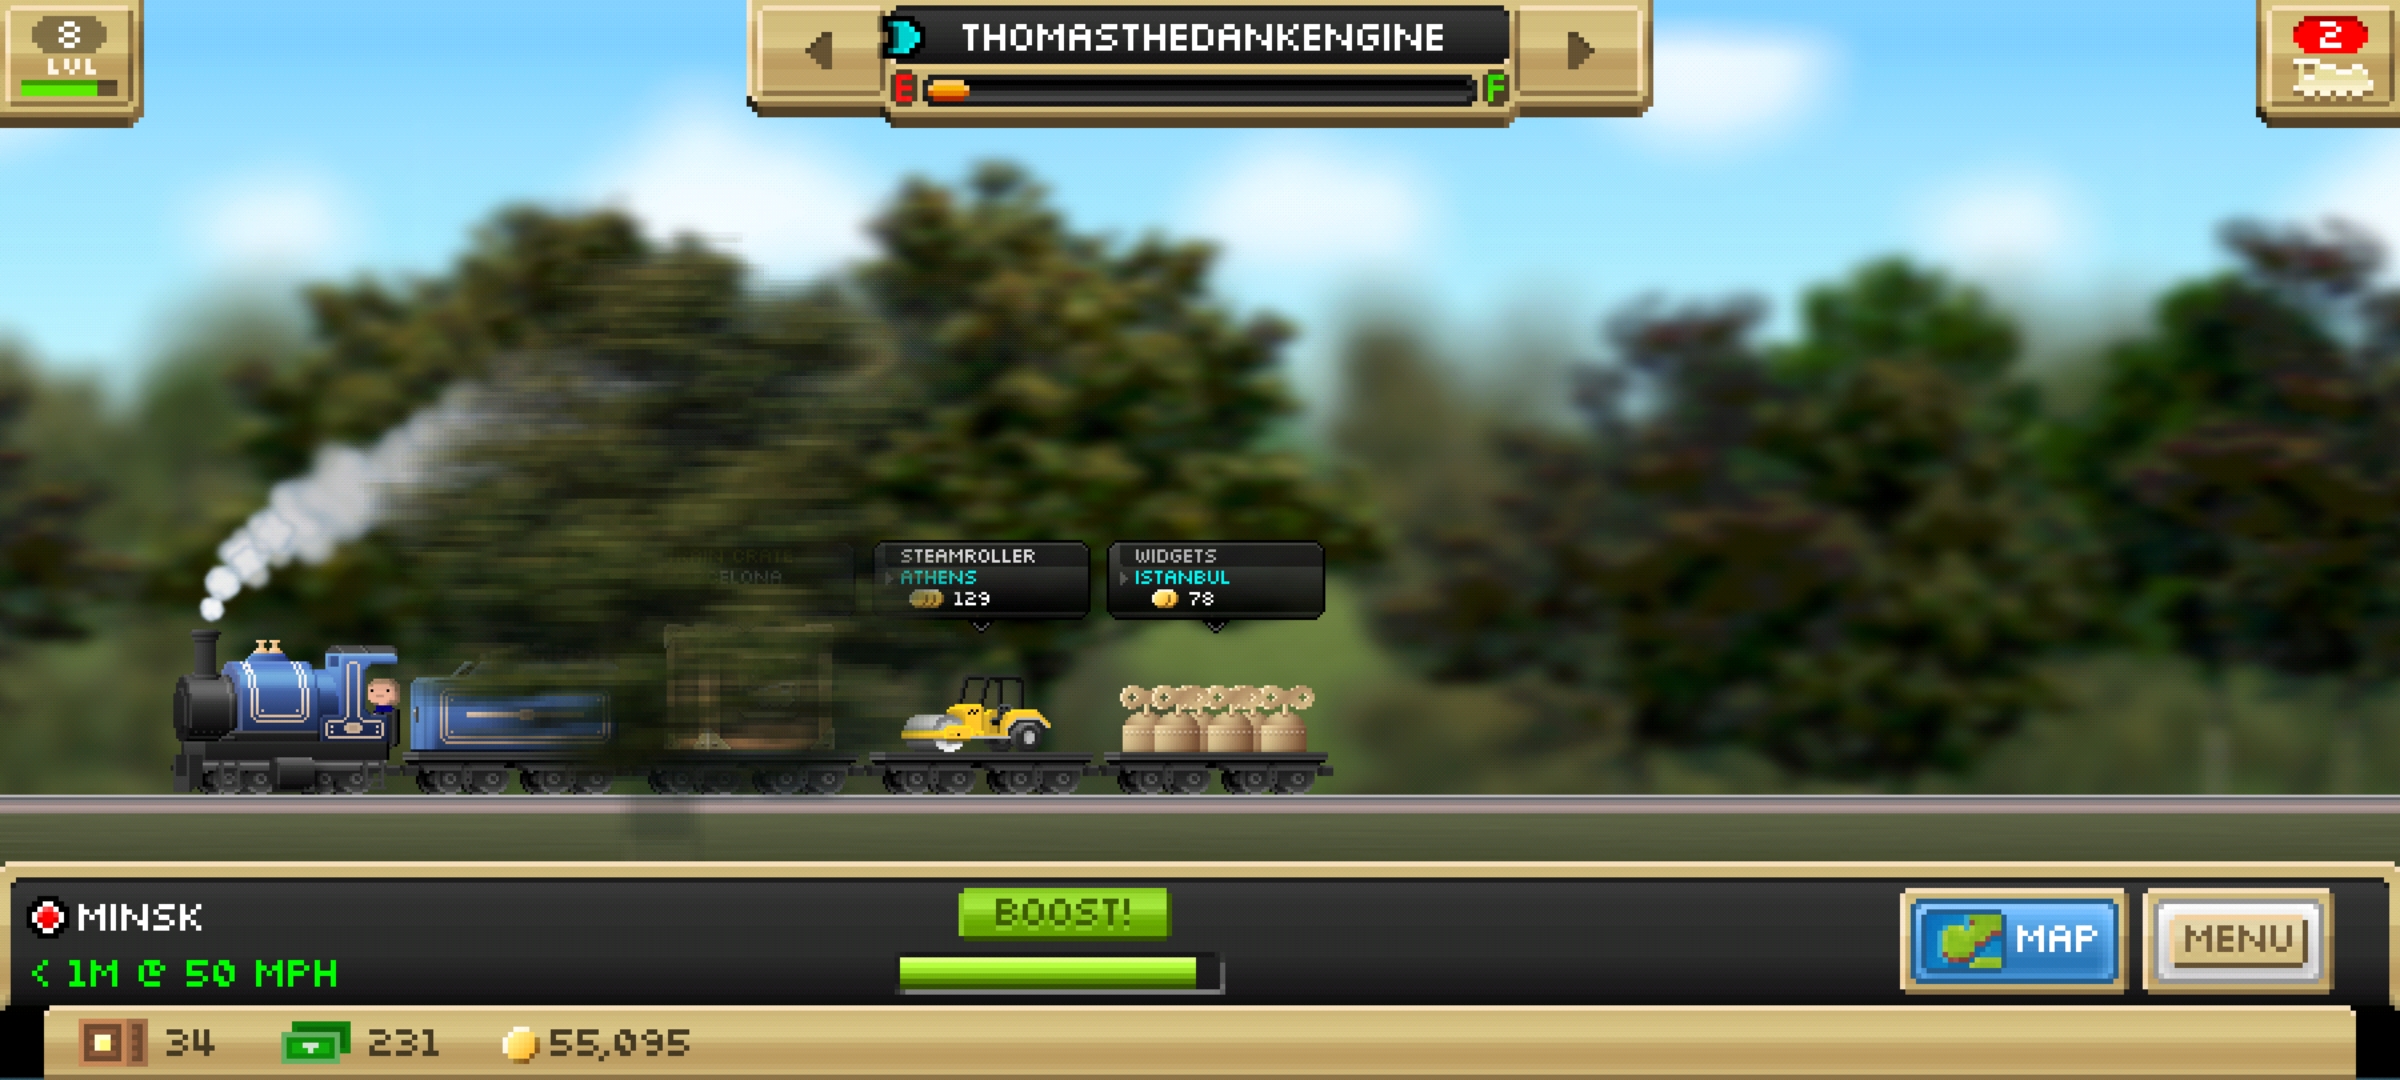 8
LVL
THOMASTHEDANKENGINE
E F
2
STEAMROLLER
ATHENS
129
WIDGETS
ISTANBUL
78
MINSK
< 1M @ 50 MPH
BOOST!
MAP
MENU
34
231
55,095